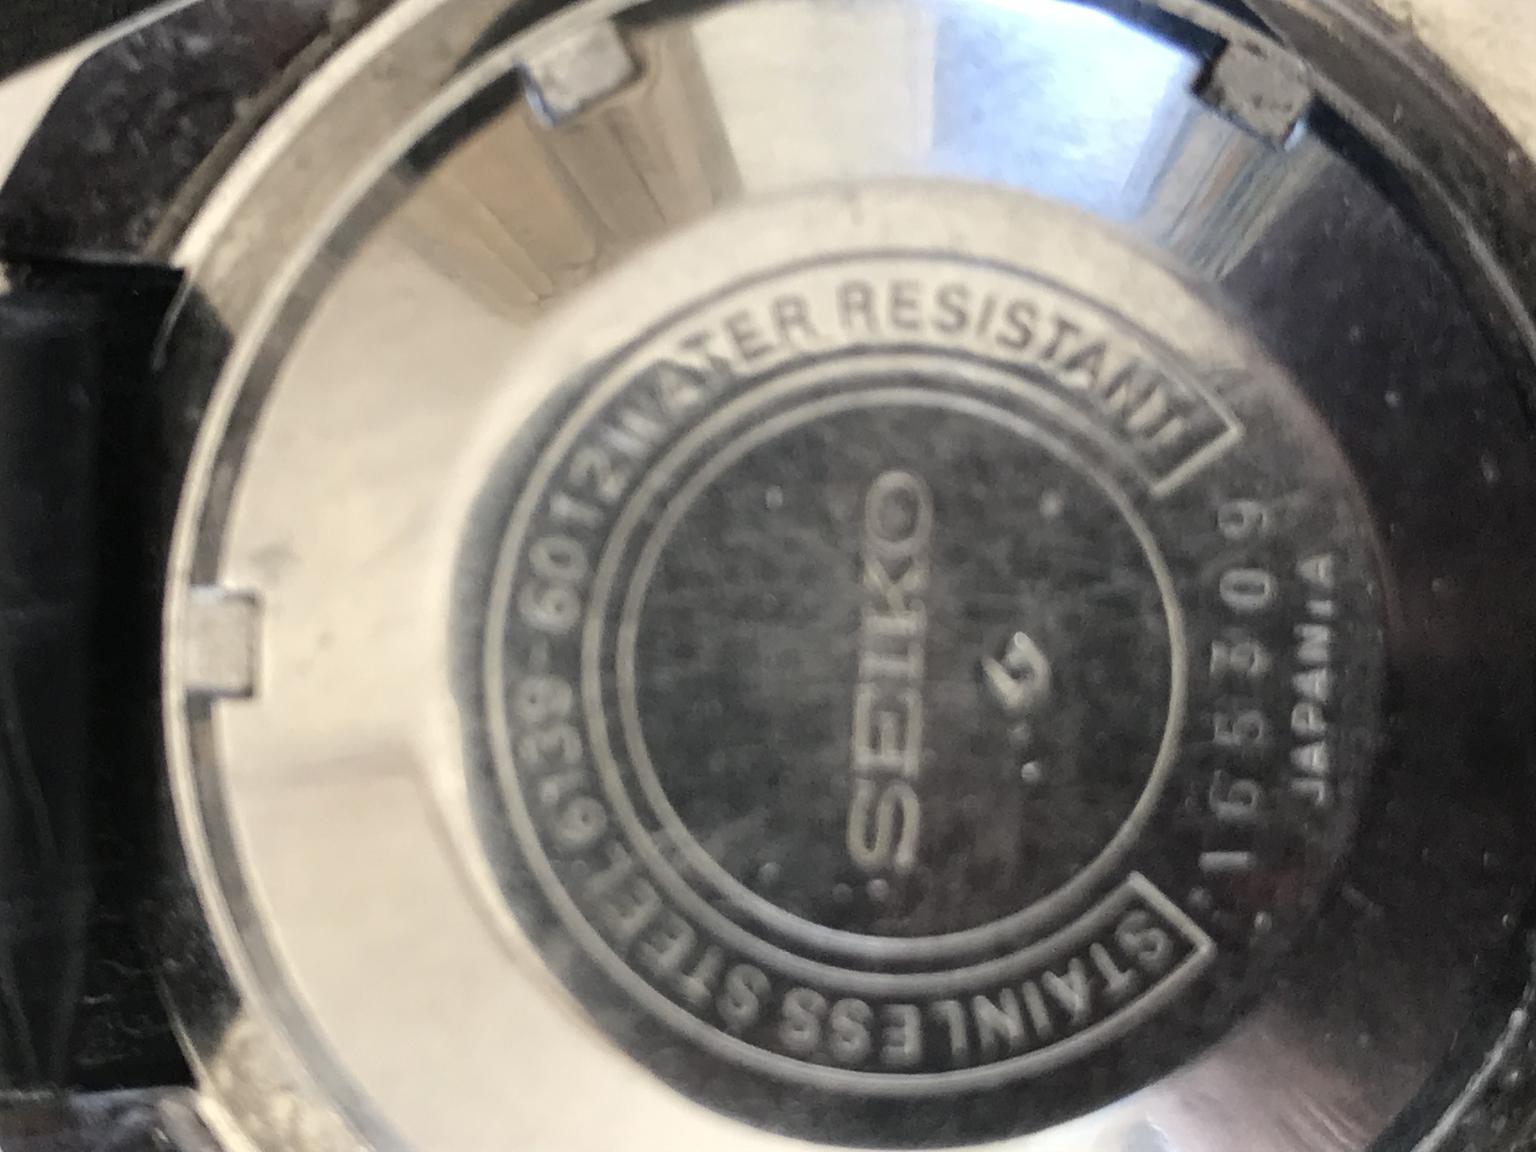 STAINLESS STEEL 6139-6012 WATER RESISTANT
SEIKO
165309
JAPAN A